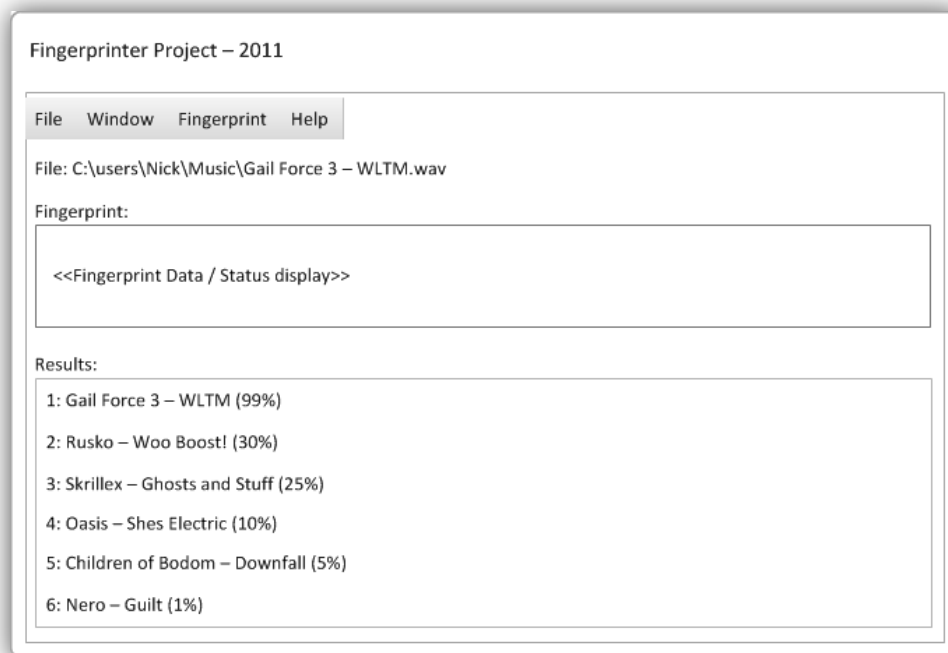 Fingerprinter Project – 2011
File Window Fingerprint Help
File: C:\users\Nick\Music\Gail Force 3 – WLTM.wav
Fingerprint:
<<Fingerprint Data / Status display>>
Results:
1: Gail Force 3 – WLTM (99%)
2: Rusko – Woo Boost! (30%)
3: Skrillex – Ghosts and Stuff (25%)
4: Oasis – Shes Electric (10%)
5: Children of Bodom – Downfall (5%)
6: Nero – Guilt (1%)